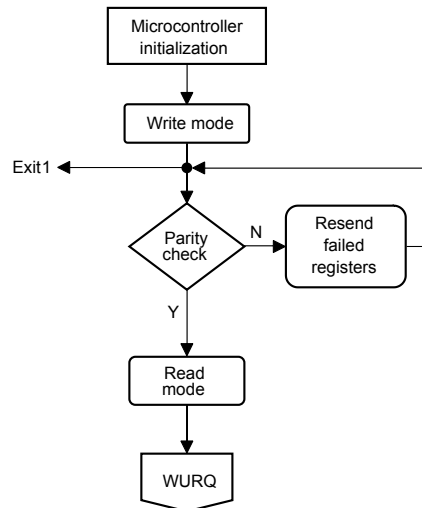 Microcontroller
initialization
Write mode
Exit1
Parity
check
N
Resend
failed
registers
Y
Read
mode
WURQ